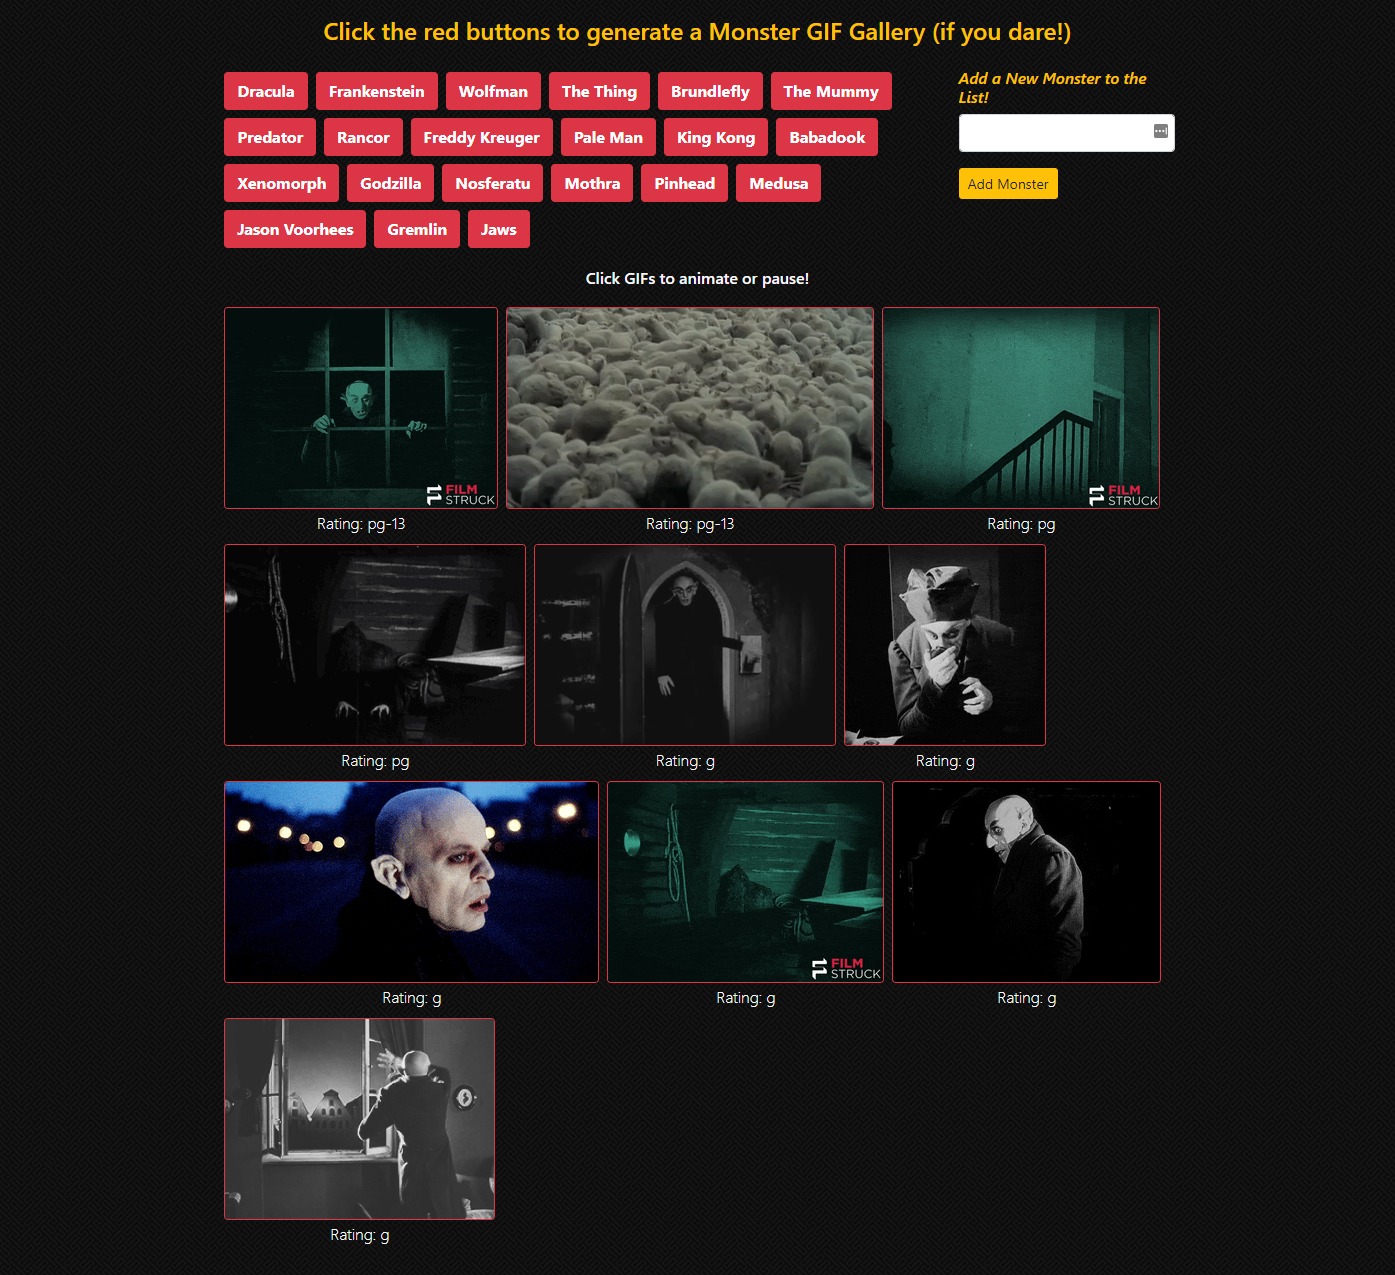 Click the red buttons to generate a Monster GIF Gallery (if you dare!)
Dracula Frankenstein Wolfman The Thing Brundlefly The Mummy
Predator Rancor Freddy Kreuger Pale Man King Kong Babadook
Xenomorph Godzilla Nosferatu Mothra Pinhead Medusa
Jason Voorhees Gremlin Jaws
Add a New Monster to the
List!
Add Monster
Click GIFs to animate or pause!
FILM
STRUCK
FILM
STRUCK
Rating: pg-13 Rating: pg-13 Rating: pg
Rating: pg Rating: g Rating: g
FILM
STRUCK
Rating: g Rating: g Rating: g
Rating: g